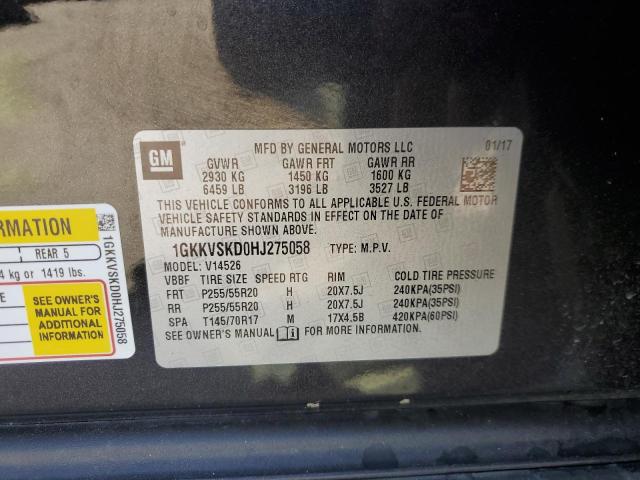 GM
MFD BY GENERAL MOTORS LLC 01/17
GVWR GAWR FRT GAWR RR
2930 KG 1450 KG 1600 KG
6459 LB 3196 LB 3527 LB
THIS VEHICLE CONFORMS TO ALL APPLICABLE U.S. FEDERAL MOTOR
VEHICLE SAFETY STANDARDS IN EFFECT ON THE DATE OF
MANUFACTURE SHOWN ABOVE.
1GKKVSKD0HJ275058 TYPE: M.P.V.
MODEL: V14526
VBBF TIRE SIZE SPEED RTG RIM COLD TIRE PRESSURE
FRT P255/55R20 H 20X7.5J 240KPA(35PSI)
RR P255/55R20 H 20X7.5J 240KPA(35PSI)
SPA T145/70R17 M 17X4.5B 420KPA(60PSI)
SEE OWNER'S MANUAL FOR MORE INFORMATION.
REAR 5
kg or 1419 lbs.
SEE OWNER'S
MANUAL FOR
ADDITIONAL
INFORMATION
1GKKVSKD0HJ275058